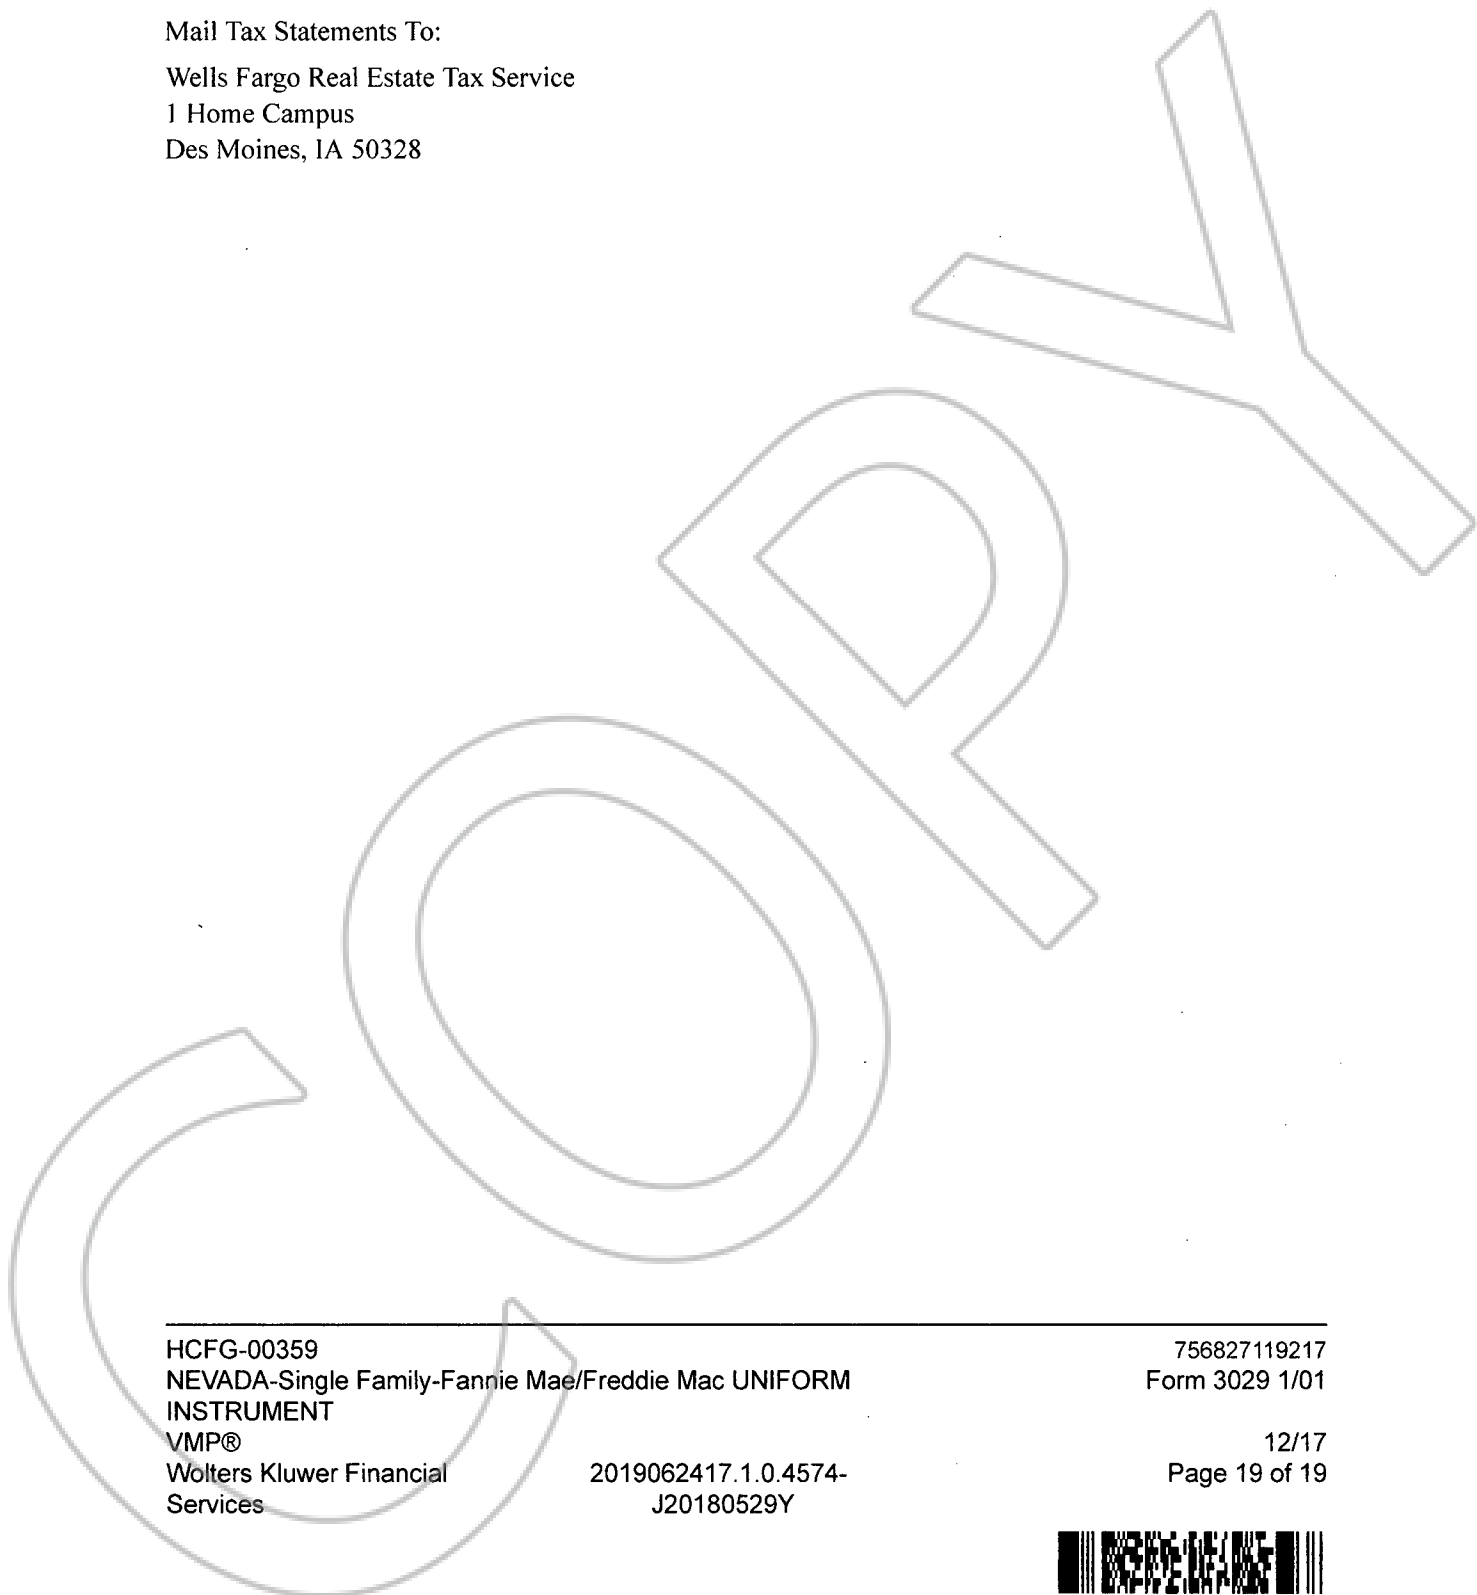 Mail Tax Statements To:
Wells Fargo Real Estate Tax Service
1 Home Campus
Des Moines, IA 50328
COPY
HCFG-00359 756827119217
NEVADA-Single Family-Fannie Mae/Freddie Mac UNIFORM Form 3029 1/01
INSTRUMENT
VMP® 12/17
Wolters Kluwer Financial 2019062417.1.0.4574- Page 19 of 19
Services J20180529Y